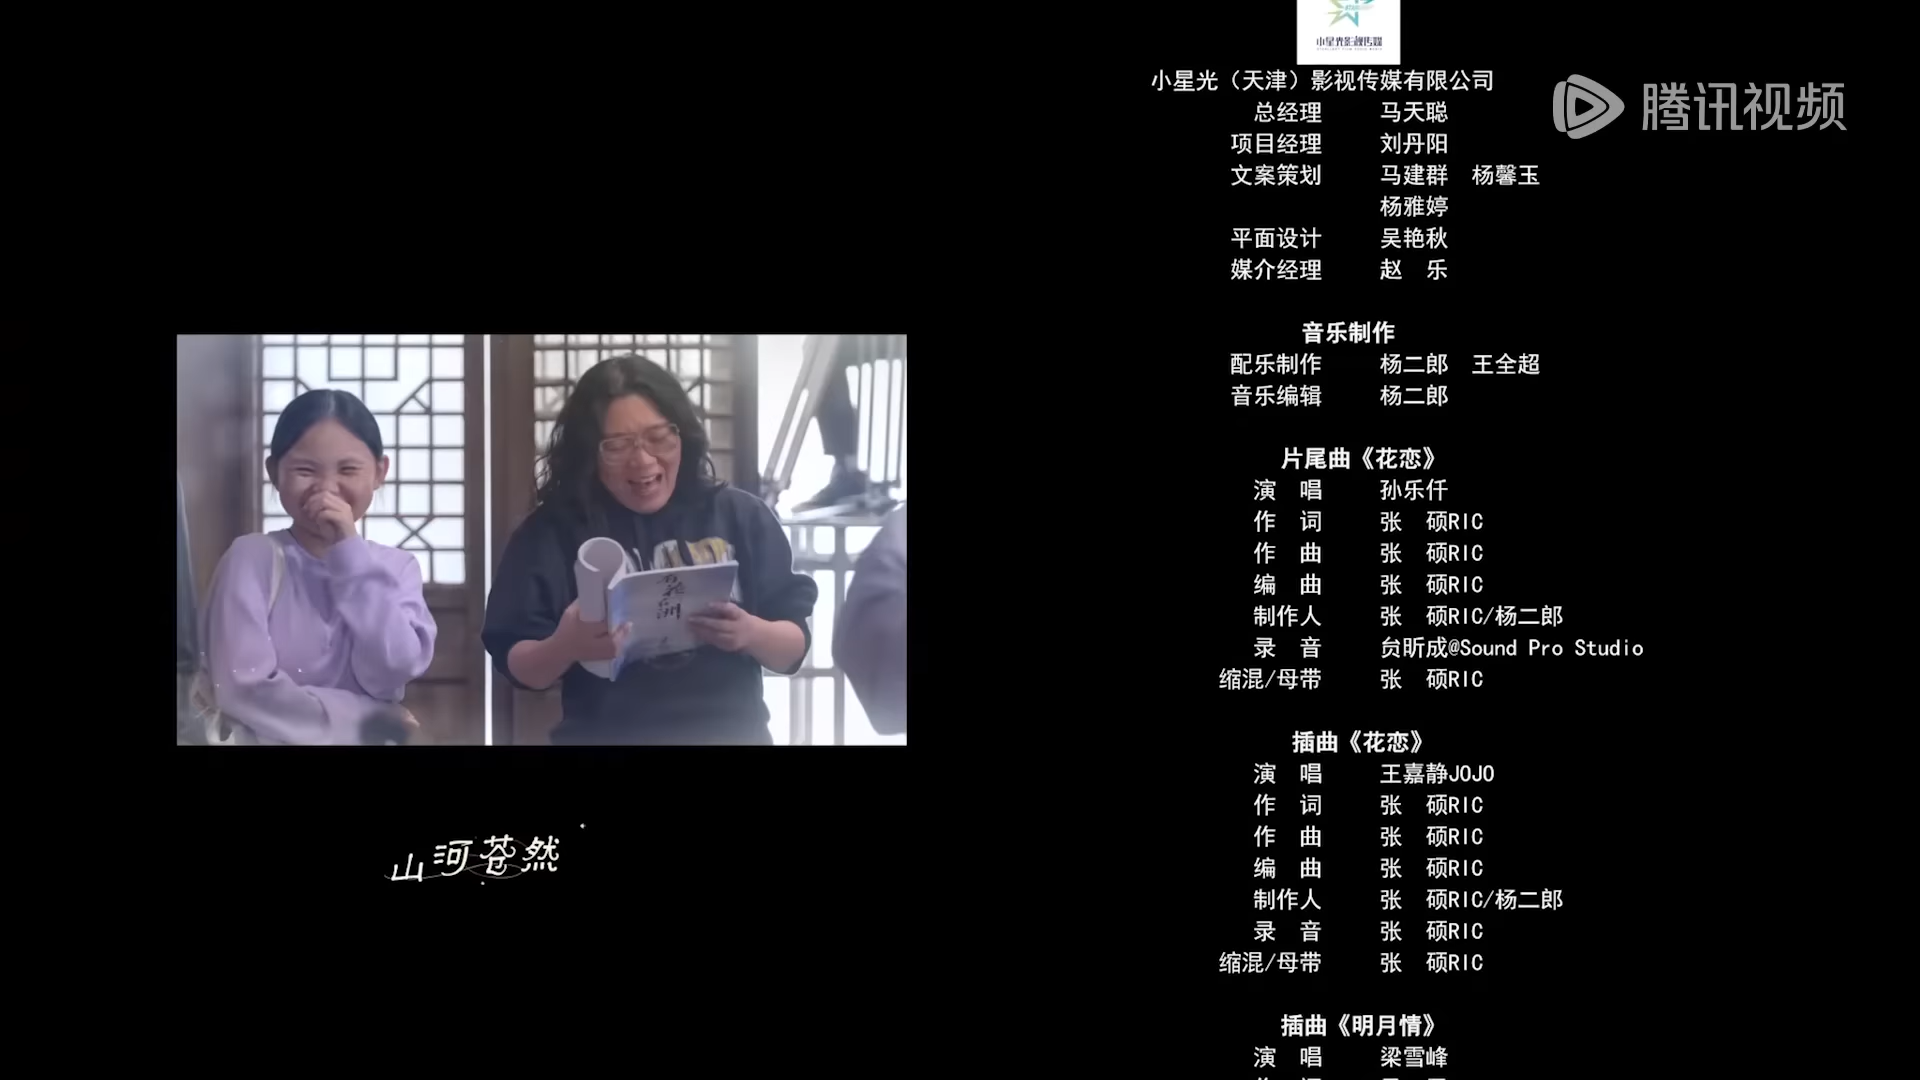 小星光影视传媒
小星光（天津）影视传媒有限公司
总经理 马天聪
项目经理 刘丹阳
文案策划 马建群 杨馨玉
杨雅婷
平面设计 吴艳秋
媒介经理 赵 乐
音乐制作
配乐制作 杨二郎 王全超
音乐编辑 杨二郎
片尾曲《花恋》
演 唱 孙乐仟
作 词 张 硕RIC
作 曲 张 硕RIC
编 曲 张 硕RIC
制作人 张 硕RIC/杨二郎
录 音 贠昕成@Sound Pro Studio
缩混/母带 张 硕RIC
插曲《花恋》
演 唱 王嘉静JOJO
作 词 张 硕RIC
作 曲 张 硕RIC
编 曲 张 硕RIC
制作人 张 硕RIC/杨二郎
录 音 张 硕RIC
缩混/母带 张 硕RIC
插曲《明月情》
演 唱 梁雪峰
腾讯视频
山河苍然